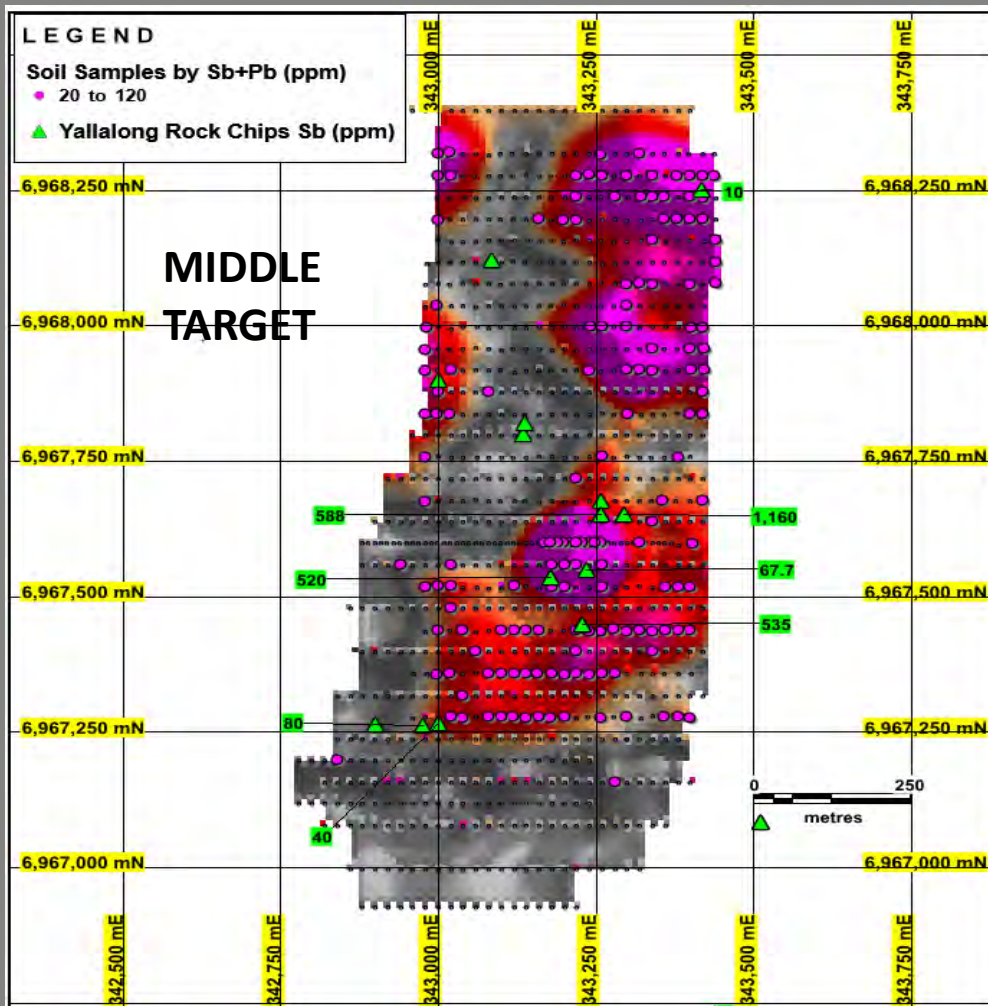 LEGEND
Soil Samples by Sb+Pb (ppm)
20 to 120
Yallalong Rock Chips Sb (ppm)
343,000 mE
343,250 mE
343,500 mE
343,750 mE
6,968,250 mN
6,968,250 mN
10
MIDDLE
TARGET
6,968,000 mN
6,968,000 mN
6,967,750 mN
6,967,750 mN
588
1,160
520
67.7
6,967,500 mN
6,967,500 mN
535
80
6,967,250 mN
6,967,250 mN
0 250
metres
40
6,967,000 mN
6,967,000 mN
342,500 mE
342,750 mE
343,000 mE
343,250 mE
343,500 mE
343,750 mE